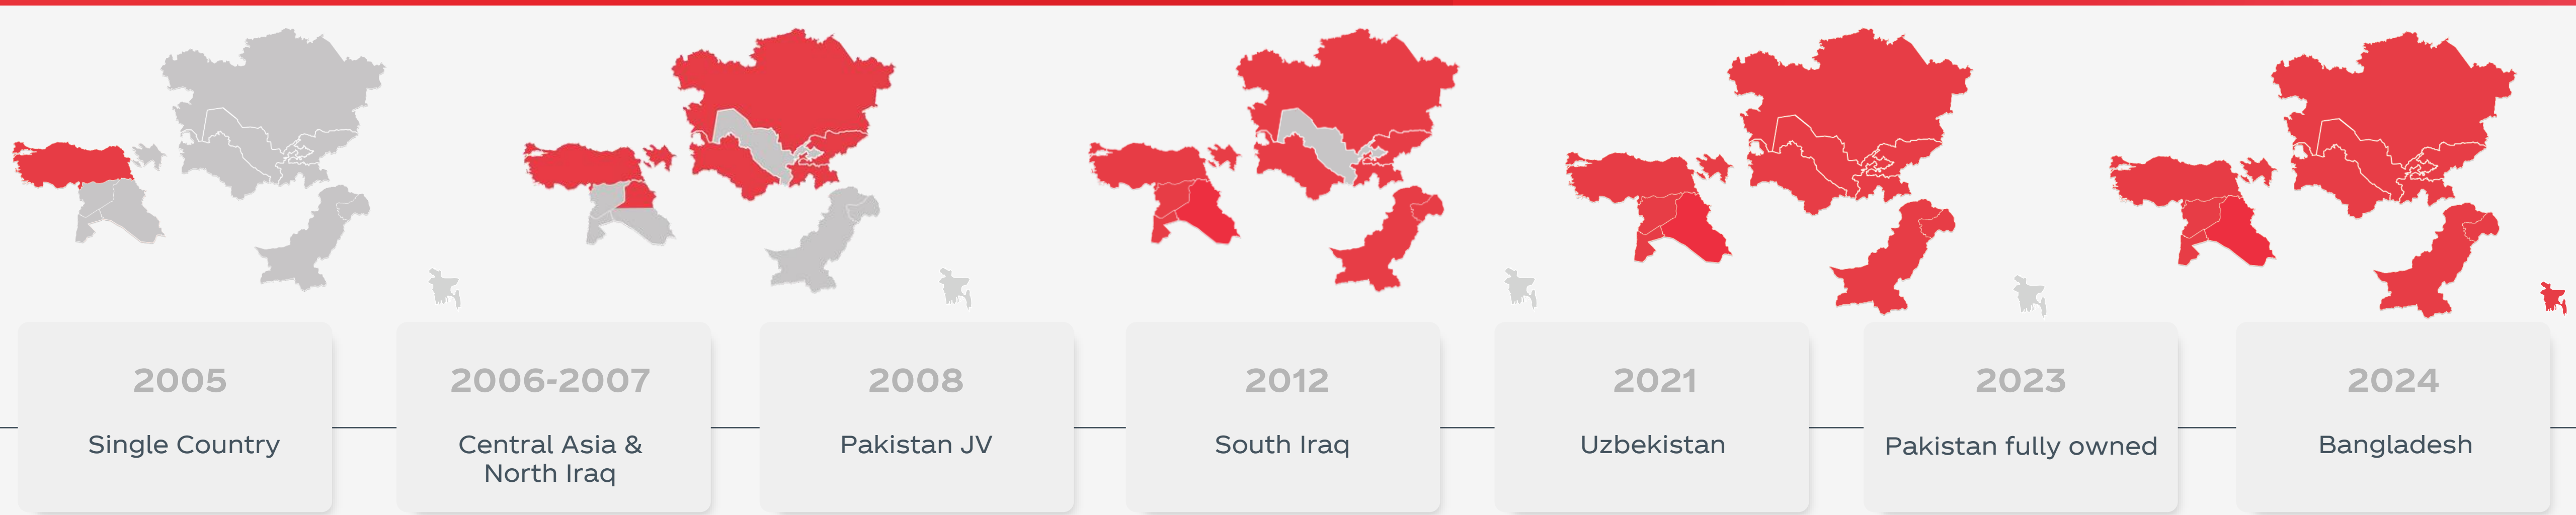 2005
Single Country
2006-2007
Central Asia &
North Iraq
2008
Pakistan JV
2012
South Iraq
2021
Uzbekistan
2023
Pakistan fully owned
2024
Bangladesh